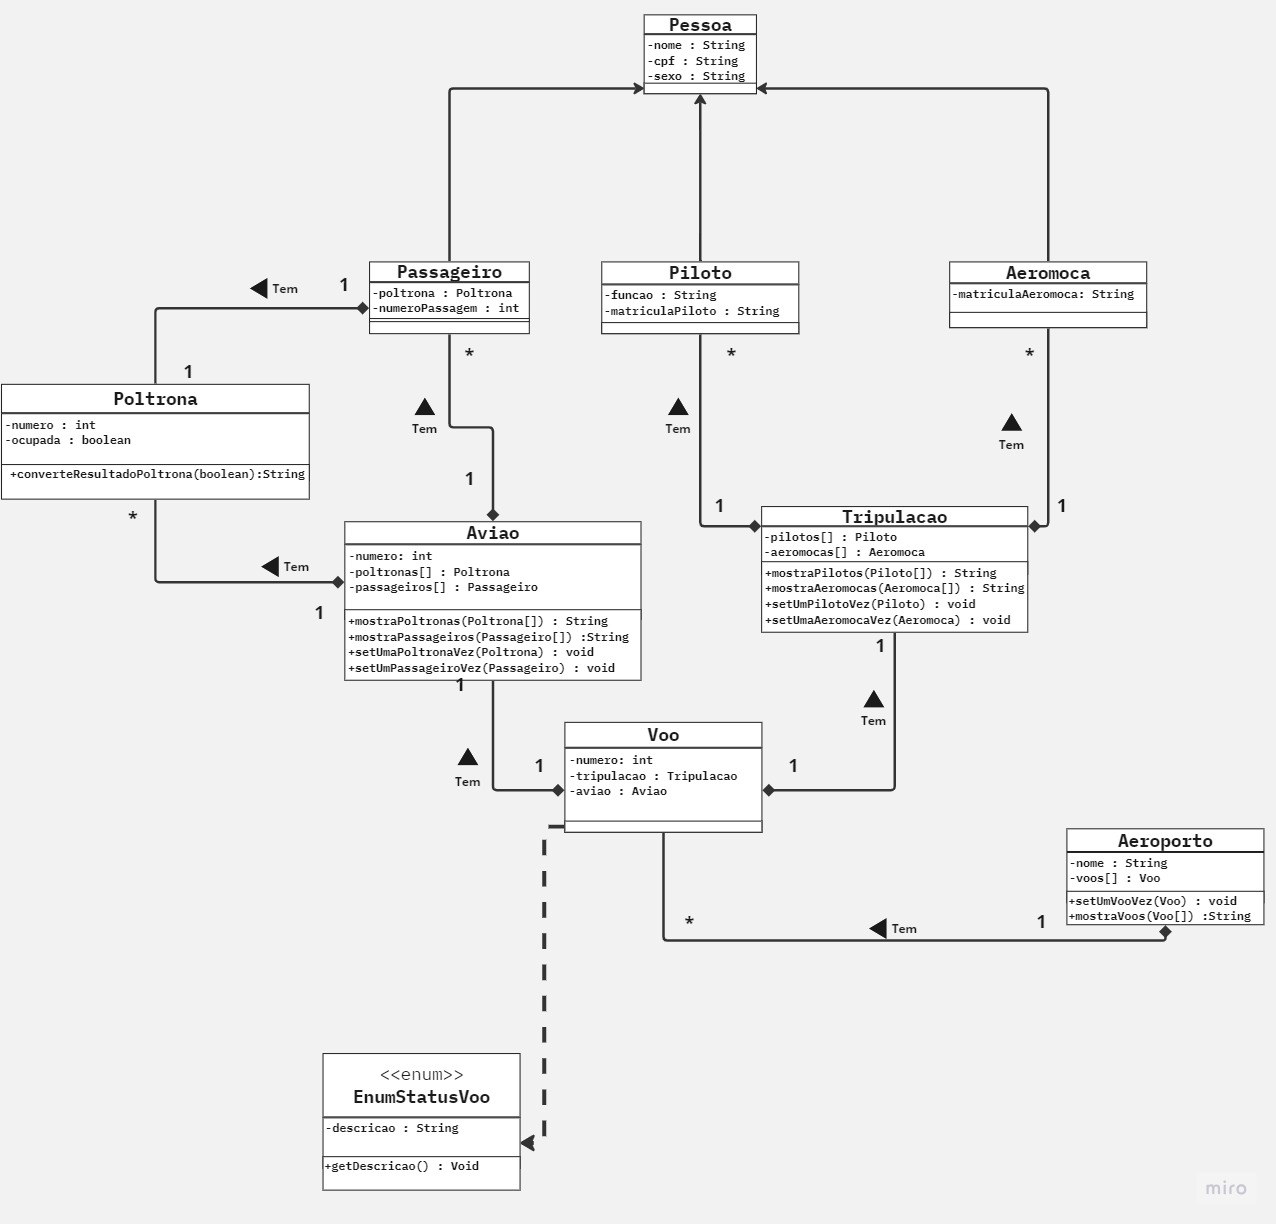 Pessoa
-nome : String
-cpf : String
-sexo : String
Passageiro
-poltrona : Poltrona
-numeroPassagem : int
Piloto
-funcao : String
-matriculaPiloto : String
Aeromoca
-matriculaAeromoca: String
Tem
1
1
*
*
*
Poltrona
-numero : int
-ocupada : boolean
+converteResultadoPoltrona(boolean):String
Tem
Tem
Tem
1
1
1
*
Tem
1
Aviao
-numero: int
-poltronas[] : Poltrona
-passageiros[] : Passageiro
+mostraPoltronas(Poltrona[]) : String
+mostraPassageiros(Passageiro[]) :String
+setUmaPoltronaVez(Poltrona) : void
+setUmPassageiroVez(Passageiro) : void
Tripulacao
-pilotos[] : Piloto
-aeromocas[] : Aeromoca
+mostraPilotos(Piloto[]) : String
+mostraAeromocas(Aeromoca[]) : String
+setUmPilotoVez(Piloto) : void
+setUmaAeromocaVez(Aeromoca) : void
1
1
Tem
Tem
1
1
Voo
-numero: int
-tripulacao : Tripulacao
-aviao : Aviao
Aeroporto
-nome : String
-voos[] : Voo
+setUmVooVez(Voo) : void
+mostraVoos(Voo[]) :String
*
Tem
1
<<enum>>
EnumStatusVoo
-descricao : String
+getDescricao() : Void
miro